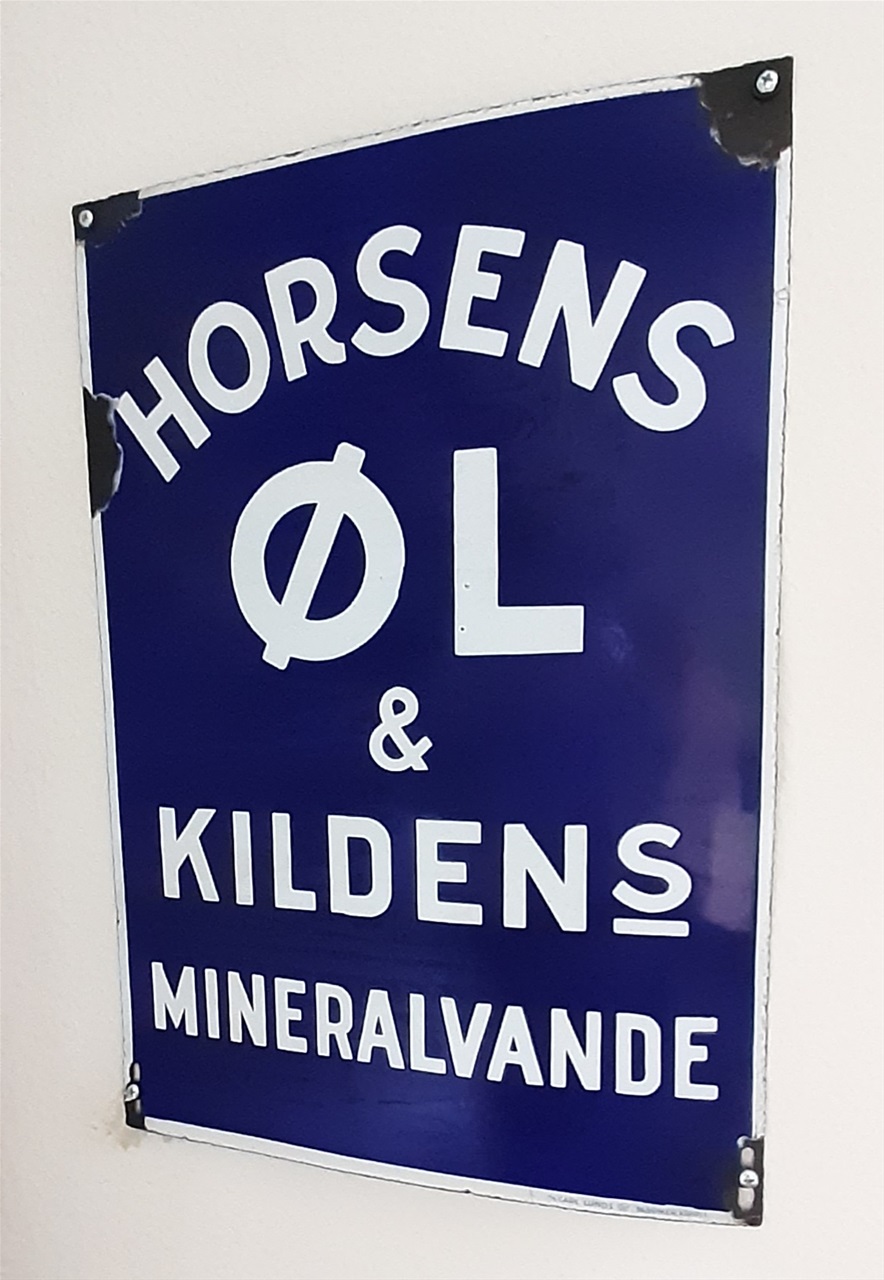 HORSENS
ØL
&
KILDENS
MINERALVANDE